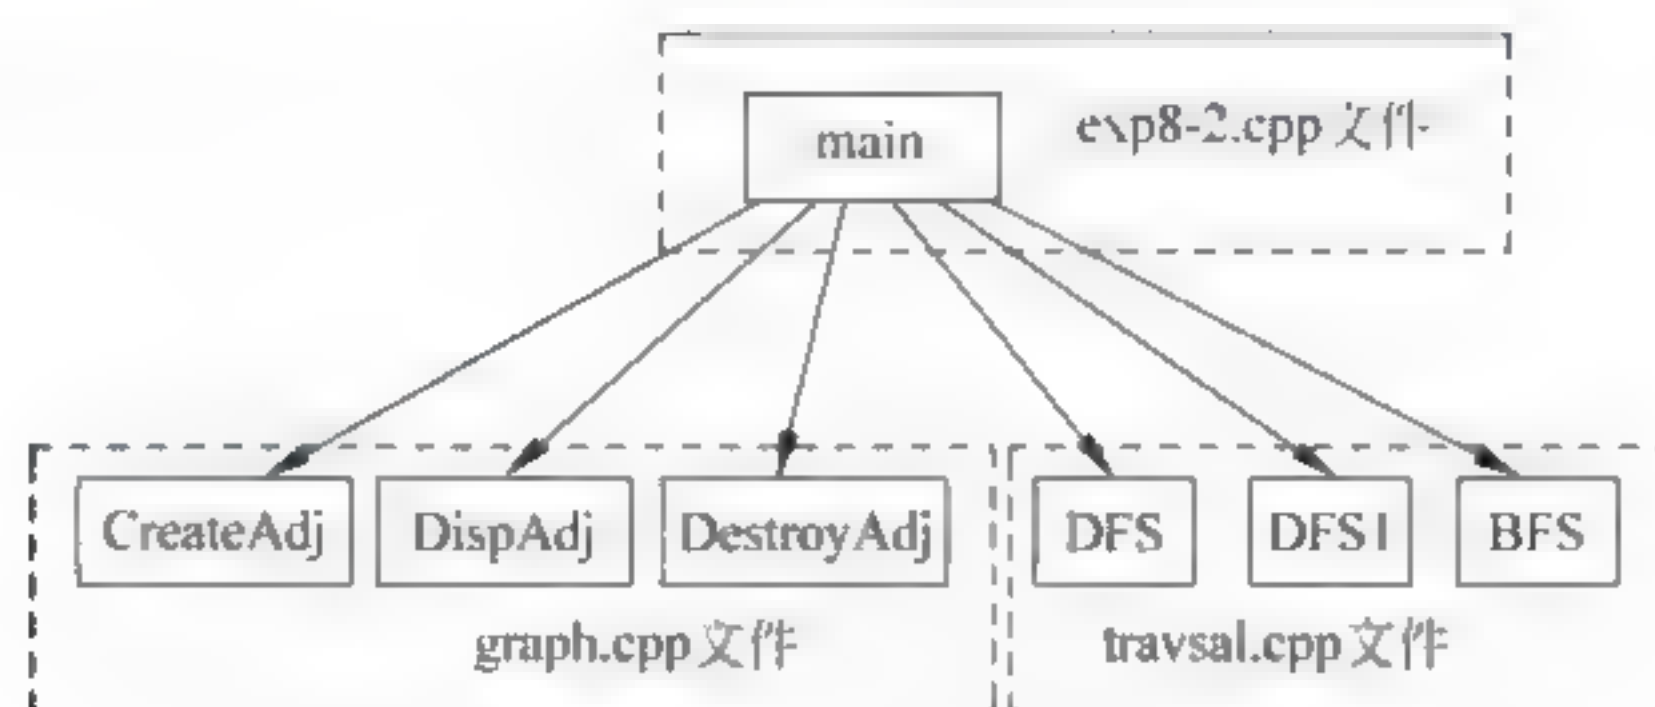 main
exp8-2.cpp 文件
CreateAdj
DispAdj
DestroyAdj
DFS
DFS1
BFS
graph.cpp 文件
travsal.cpp 文件